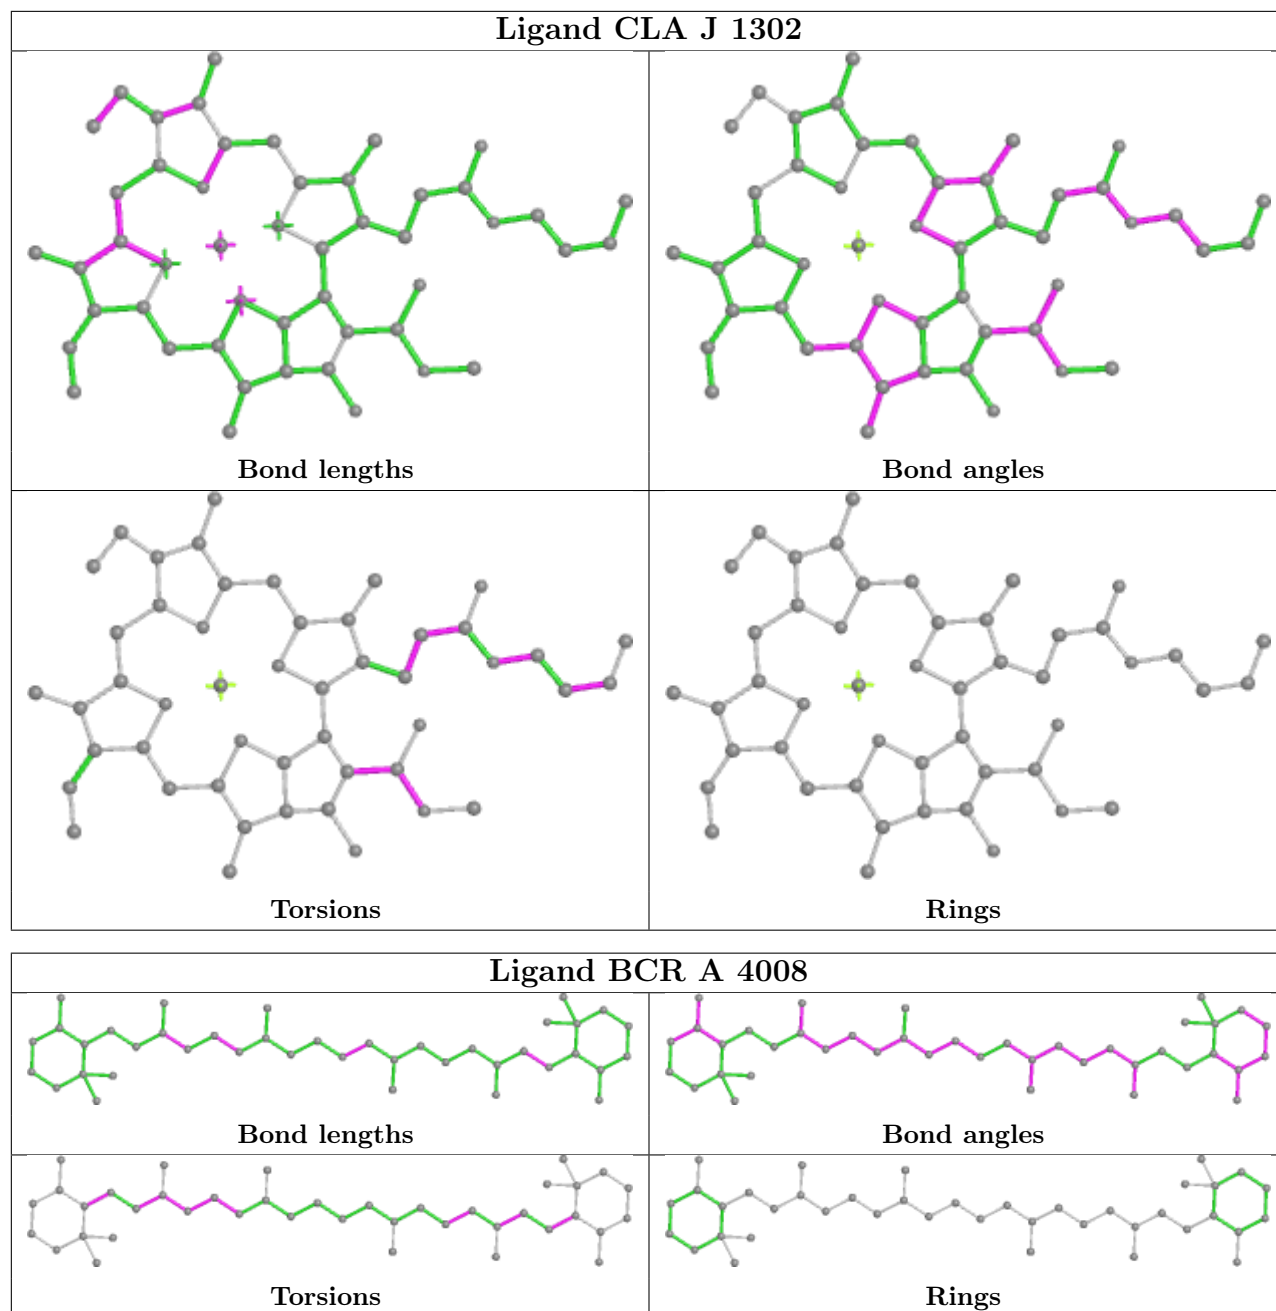 Ligand CLA J 1302
Bond lengths
Bond angles
Torsions
Rings
Ligand BCR A 4008
Bond lengths
Bond angles
Torsions
Rings